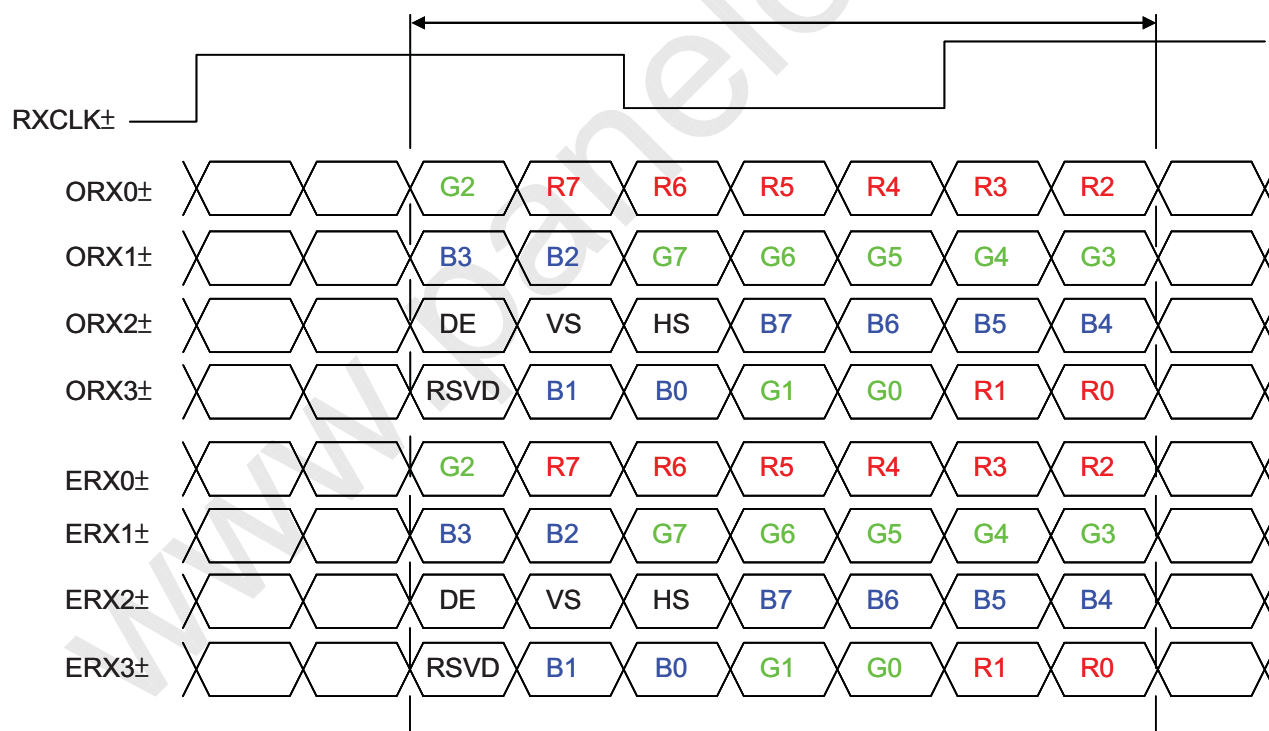 RXCLK±
ORX0± G2 R7 R6 R5 R4 R3 R2
ORX1± B3 B2 G7 G6 G5 G4 G3
ORX2± DE VS HS B7 B6 B5 B4
ORX3± RSVD B1 B0 G1 G0 R1 R0
ERX0± G2 R7 R6 R5 R4 R3 R2
ERX1± B3 B2 G7 G6 G5 G4 G3
ERX2± DE VS HS B7 B6 B5 B4
ERX3± RSVD B1 B0 G1 G0 R1 R0
www.panelo